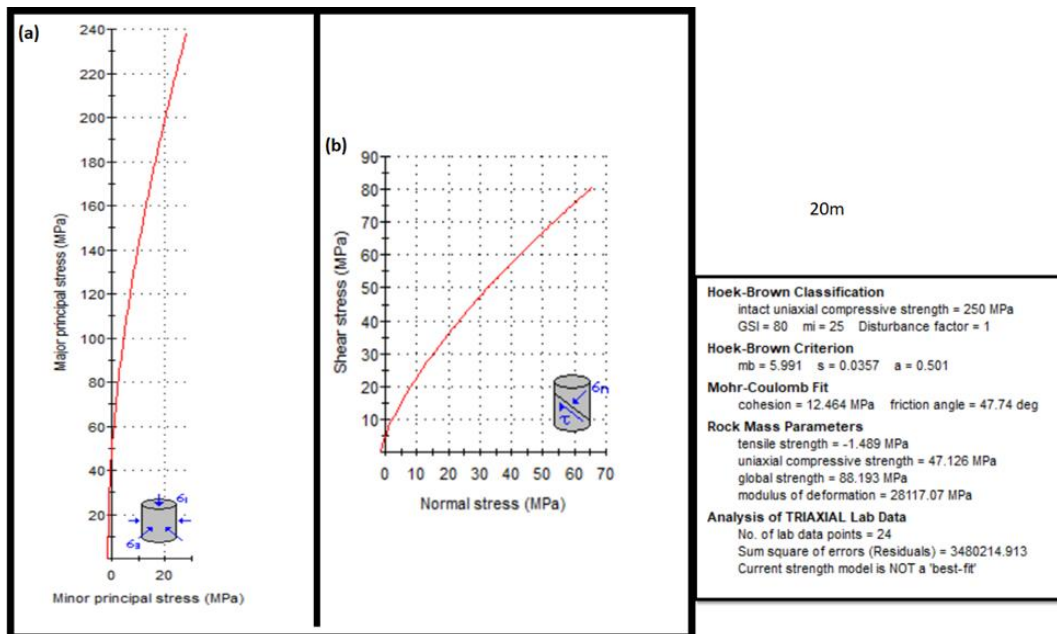 (a)
240
220
200
180
160
140
120
100
80
60
40
20
Major principal stress (MPa)
σ1
σ3
0 20
Minor principal stress (MPa)
(b)
90
80
70
60
50
40
30
20
10
Shear stress (MPa)
σn
τ
0 10 20 30 40 50 60 70
Normal stress (MPa)
20m
Hoek-Brown Classification
intact uniaxial compressive strength = 250 MPa
GSI = 80 mi = 25 Disturbance factor = 1
Hoek-Brown Criterion
mb = 5.991 s = 0.0357 a = 0.501
Mohr-Coulomb Fit
cohesion = 12.464 MPa friction angle = 47.74 deg
Rock Mass Parameters
tensile strength = -1.489 MPa
uniaxial compressive strength = 47.126 MPa
global strength = 88.193 MPa
modulus of deformation = 28117.07 MPa
Analysis of TRIAXIAL Lab Data
No. of lab data points = 24
Sum square of errors (Residuals) = 3480214.913
Current strength model is NOT a 'best-fit'